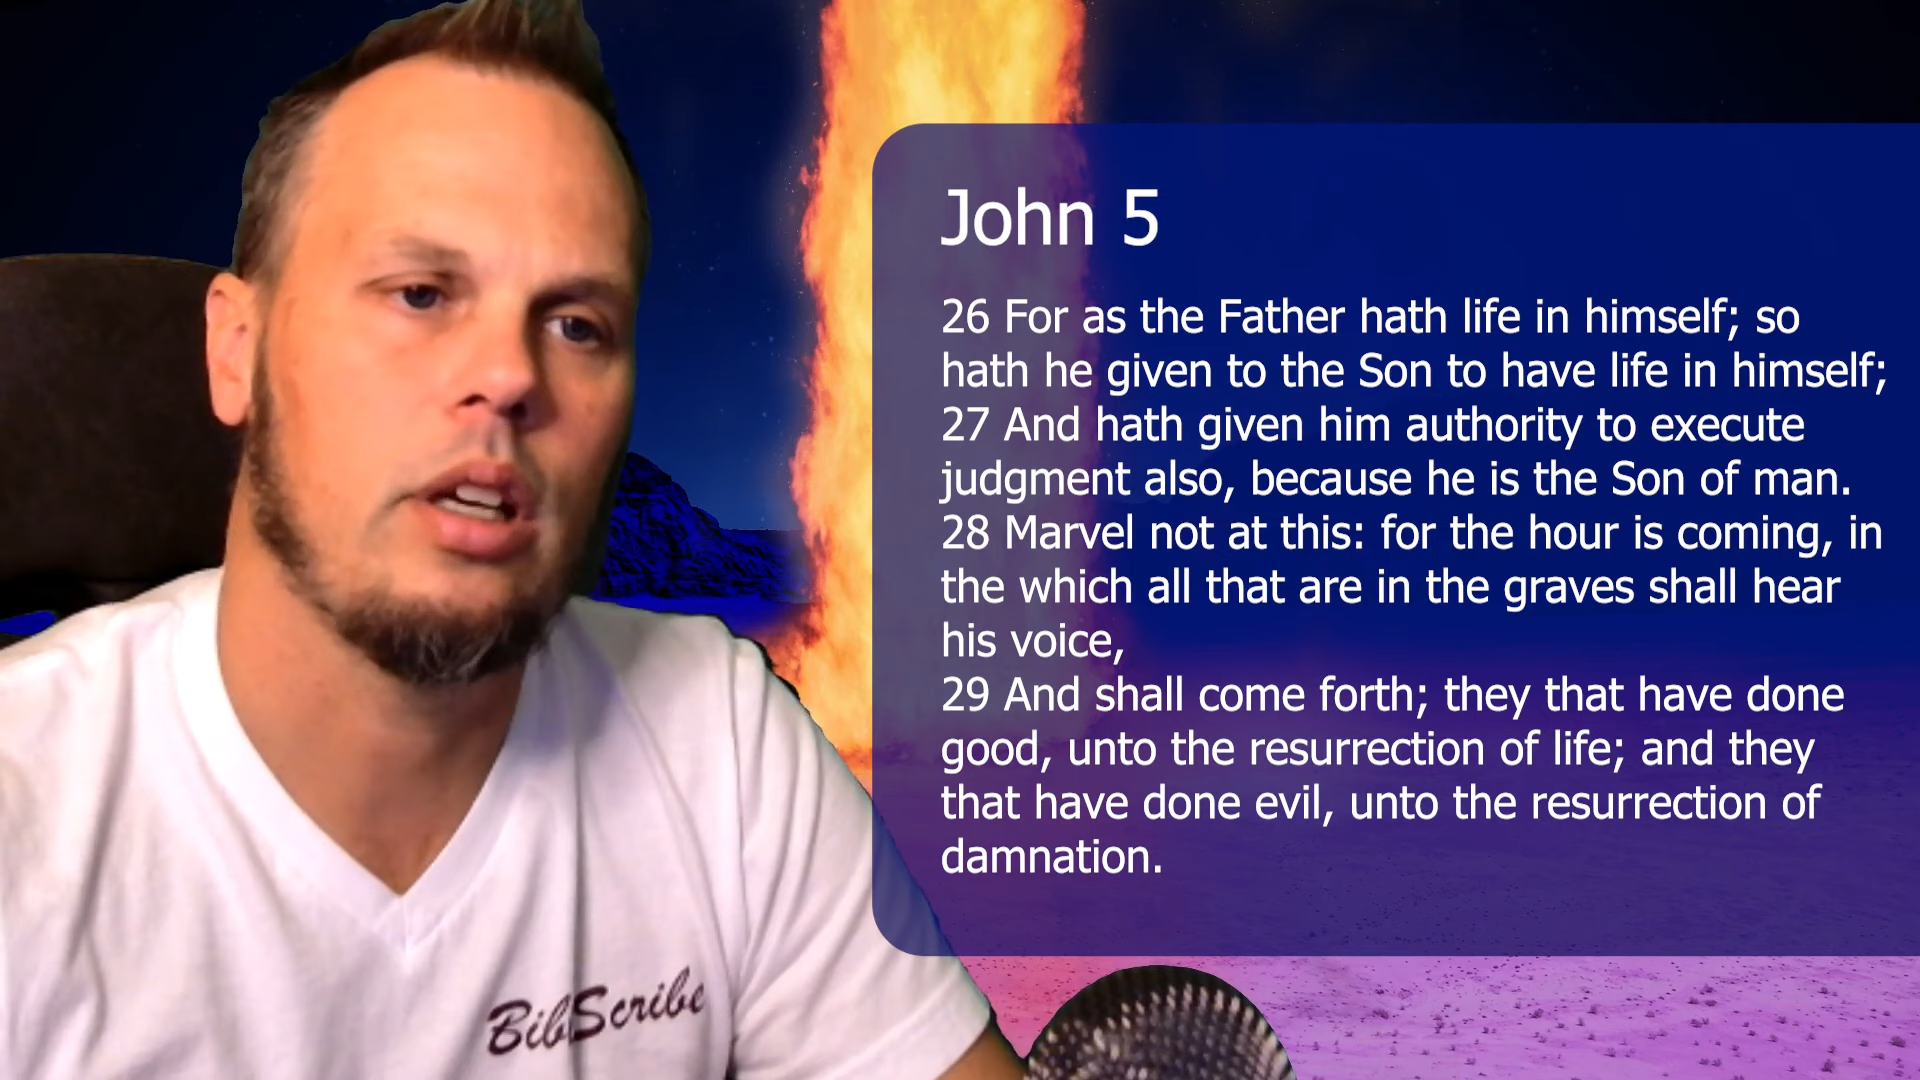 John 5
26 For as the Father hath life in himself; so
hath he given to the Son to have life in himself;
27 And hath given him authority to execute
judgment also, because he is the Son of man.
28 Marvel not at this: for the hour is coming, in
the which all that are in the graves shall hear
his voice,
29 And shall come forth; they that have done
good, unto the resurrection of life; and they
that have done evil, unto the resurrection of
damnation.
BibScribe